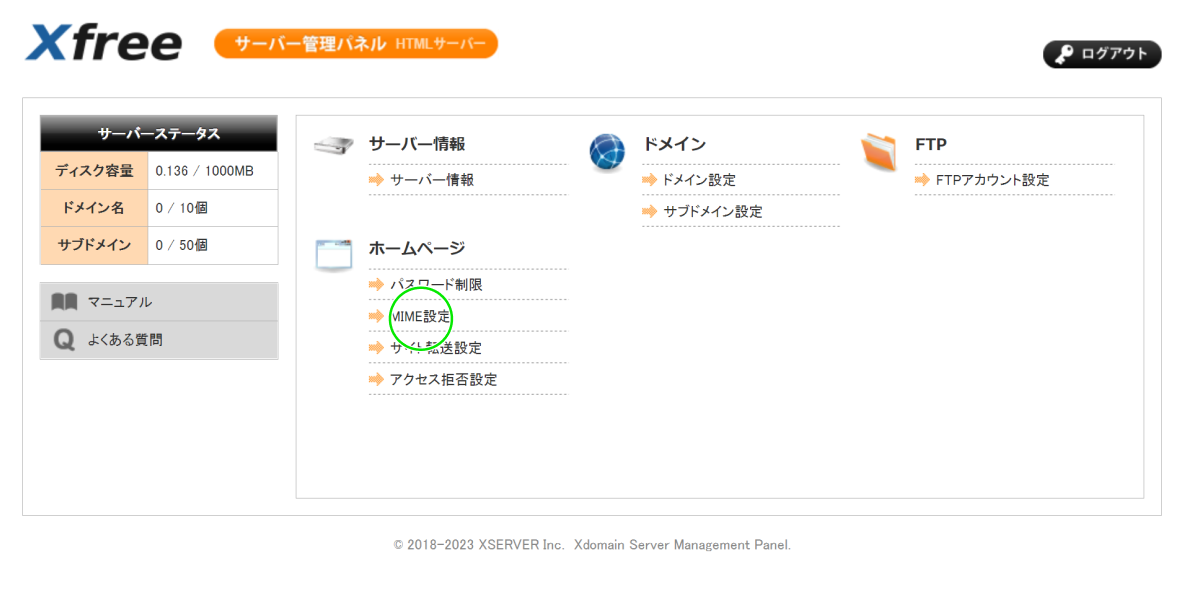 Xfree
サーバー管理パネル HTMLサーバー
ログアウト
サーバーステータス
ディスク容量 0.136 / 1000MB
ドメイン名 0 / 10個
サブドメイン 0 / 50個
マニュアル
Q よくある質問
サーバー情報
サーバー情報
ドメイン
ドメイン設定
サブドメイン設定
FTP
FTPアカウント設定
ホームページ
パスワード制限
MIME設定
サイト転送設定
アクセス拒否設定
© 2018-2023 XSERVER Inc. Xdomain Server Management Panel.